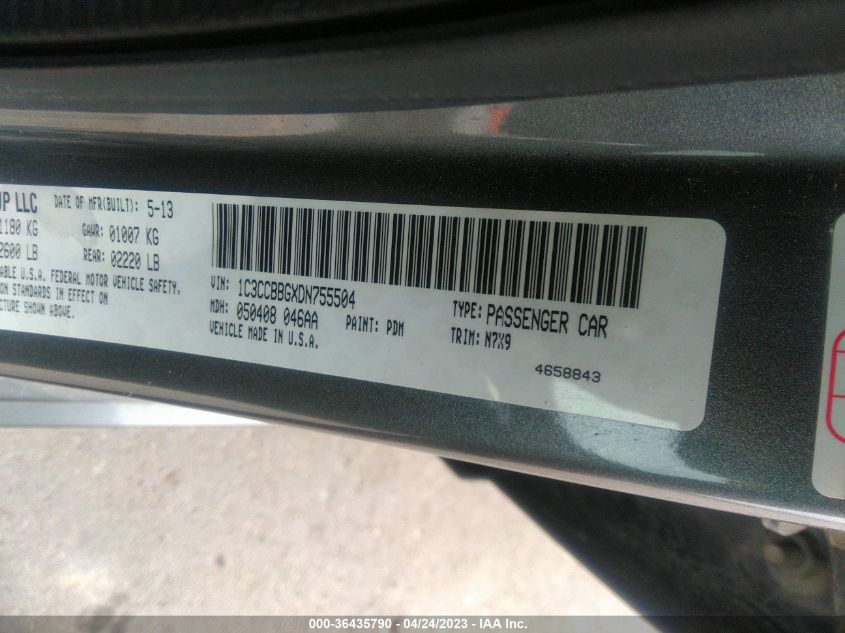 UP LLC DATE OF MFR(BUILT): 5-13
1180 KG GAWR: 01007 KG
2600 LB REAR: 02220 LB
ABLE U.S.A. FEDERAL MOTOR VEHICLE SAFETY,
ION STANDARDS IN EFFECT
CTURE SHOWN ABOVE.
VIN: 1C3CCBBGXDN755504
TYPE: PASSENGER CAR
MDH: 050408 046AA PAINT: PDM TRIM: N7X9
VEHICLE MADE IN U.S.A.
4658843
000-36435790 - 04/24/2023 - IAA Inc.